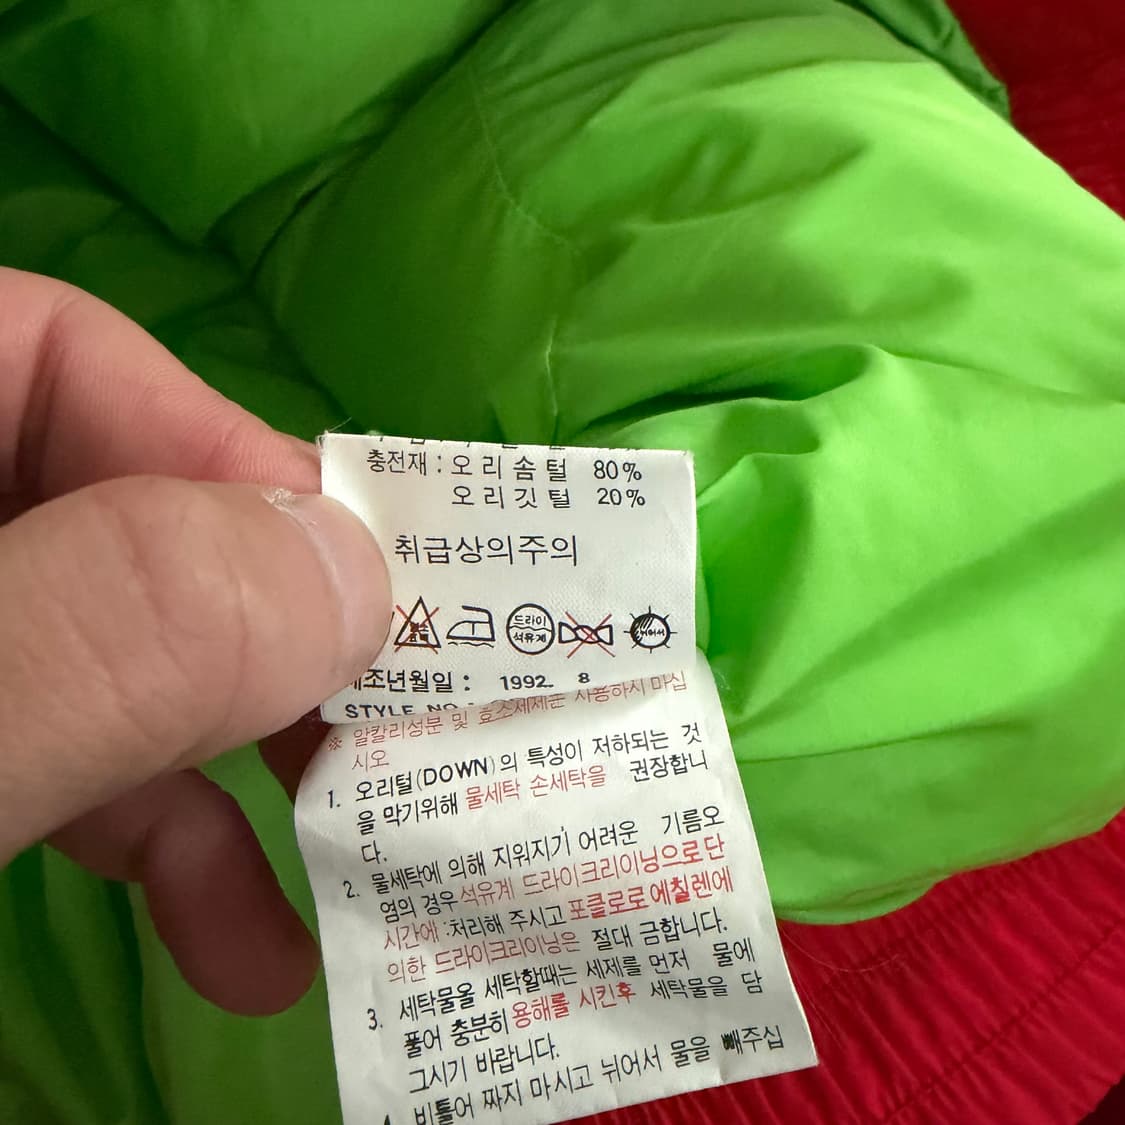 충전재 : 오리솜털 80%
오리깃털 20%
취급상의주의
드라이
석유계
뉘어서
제조년월일 : 1992. 8
STYLE NO
사용하지 마십
※ 알칼리성분 및 효소세제는
시오
1. 오리털(DOWN)의 특성이 저하되는 것
을 막기위해 물세탁 손세탁을 권장합니
다.
2. 물세탁에 의해 지워지기 어려운 기름오
염의 경우 석유계 드라이크리이닝으로 단
시간에 처리해 주시고 포클로로에칠렌에
의한 드라이크리이닝은 절대 금합니다.
3. 세탁물을 세탁할때는 세제를 먼저 물에
풀어 충분히 용해를 시킨후 세탁물을 담
그시기 바랍니다.
비틀어 짜지 마시고 뉘어서 물을 빼주십